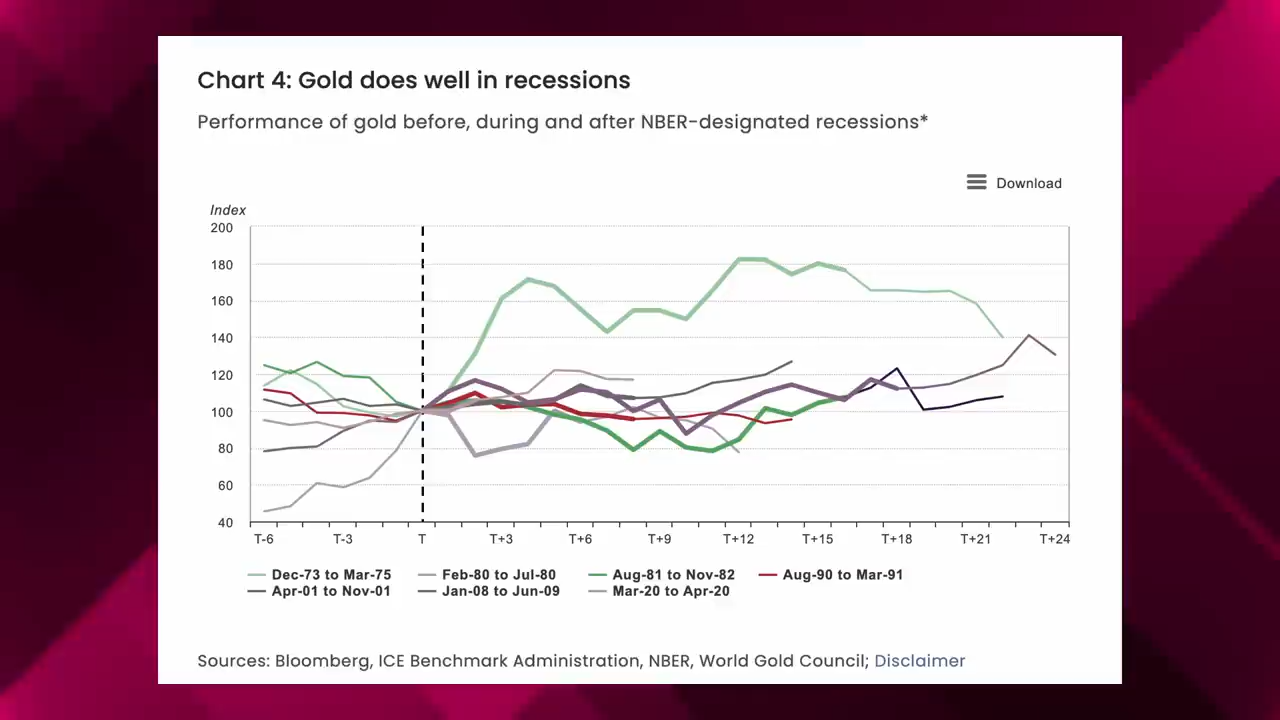 Chart 4: Gold does well in recessions
Performance of gold before, during and after NBER-designated recessions*
Download
Index
200
180
160
140
120
100
80
60
40
T-6 T-3 T T+3 T+6 T+9 T+12 T+15 T+18 T+21 T+24
Dec-73 to Mar-75 Feb-80 to Jul-80 Aug-81 to Nov-82 Aug-90 to Mar-91
Apr-01 to Nov-01 Jan-08 to Jun-09 Mar-20 to Apr-20
Sources: Bloomberg, ICE Benchmark Administration, NBER, World Gold Council; Disclaimer